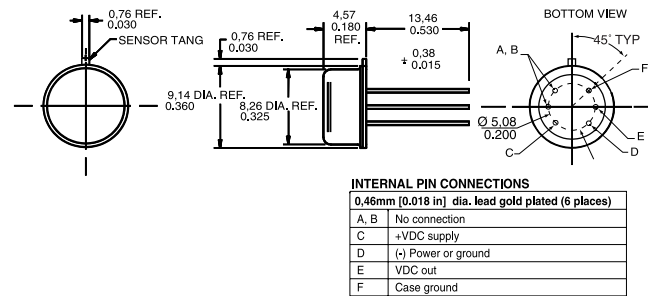 0,76 REF.
0.030
SENSOR TANG
0,76 REF.
0.030
9,14 DIA. REF.
0.360
8,26 DIA. REF.
0.325
4,57
0.180
REF.
13,46
0.530
± 0,38
0.015
BOTTOM VIEW
45° TYP
A, B
F
Ø 5,08
0.200
E
C
D
INTERNAL PIN CONNECTIONS
0,46mm [0.018 in] dia. lead gold plated (6 places)
A, B No connection
C +VDC supply
D (-) Power or ground
E VDC out
F Case ground